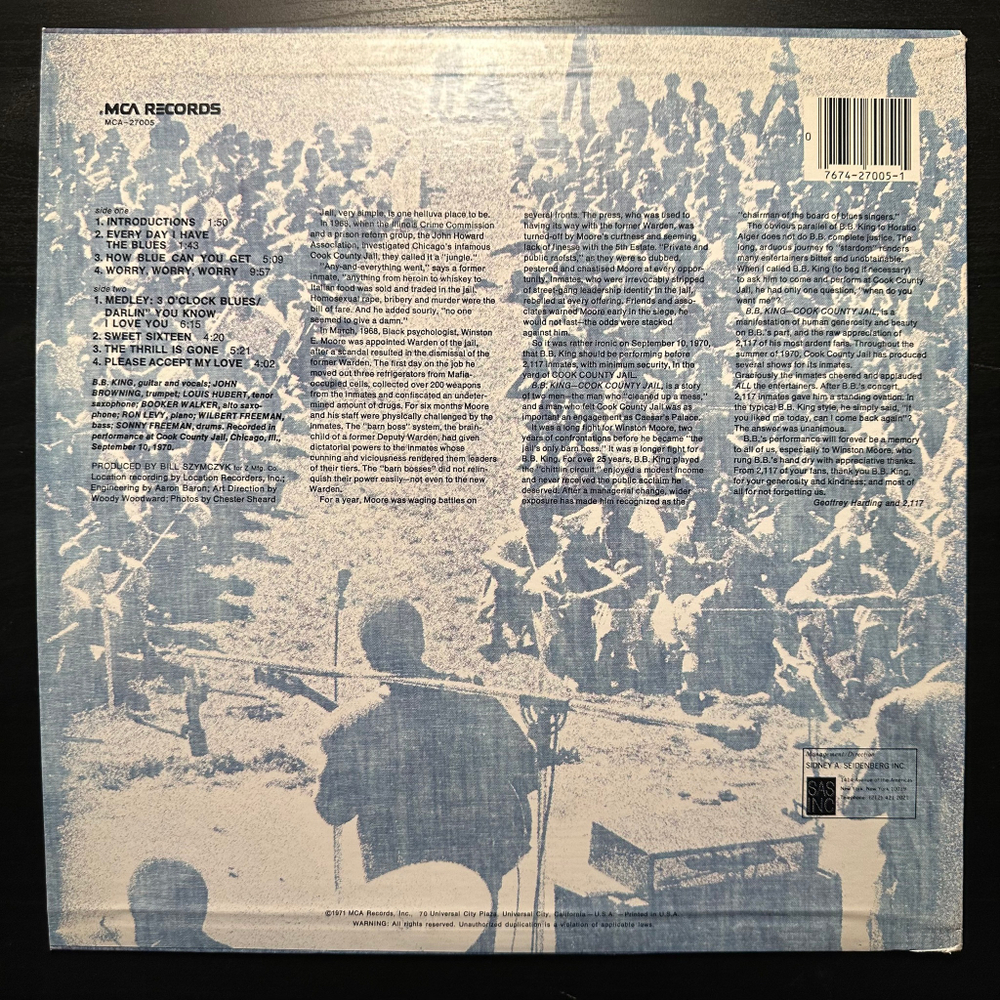 MCA RECORDS
MCA-27005
0
7674-27005-1
side one
1. INTRODUCTIONS 1:50
2. EVERY DAY I HAVE
THE BLUES 1:43
3. HOW BLUE CAN YOU GET 5:09
4. WORRY, WORRY, WORRY 9:57
side two
1. MEDLEY: 3 O'CLOCK BLUES/
DARLIN' YOU KNOW
I LOVE YOU 6:15
2. SWEET SIXTEEN 4:20
3. THE THRILL IS GONE 5:21
4. PLEASE ACCEPT MY LOVE 4:02
B.B. KING, guitar and vocals; JOHN
BROWNING, trumpet; LOUIS HUBERT, tenor
saxophone; BOOKER WALKER, alto saxo-
phone; RON LEVY, piano; WILBERT FREEMAN,
bass; SONNY FREEMAN, drums. Recorded in
performance at Cook County Jail, Chicago, Ill.,
September 10, 1970.
PRODUCED BY BILL SZYMCZYK for Z Mfg. Co.
Location recording by Location Recorders, Inc.;
Engineering by Aaron Baron; Art Direction by
Woody Woodward; Photos by Chester Sheard
Jail, very simple, is one helluva place to be.
In 1968, when the Illinois Crime Commission
and a prison reform group, the John Howard
Association, investigated Chicago's infamous
Cook County Jail, they called it a "jungle."
"Any-and-everything went," says a former
inmate, "anything from heroin to whiskey to
Italian food was sold and traded in the jail.
Homosexual rape, bribery and murder were the
bill of fare. And he added sourly, "no one
seemed to give a damn."
In March, 1968, Black psychologist, Winston
E. Moore was appointed Warden of the jail,
after a scandal resulted in the dismissal of the
former Warden. The first day on the job he
moved out three refrigerators from Mafia-
occupied cells, collected over 200 weapons
from the inmates and confiscated an undeter-
mined amount of drugs. For six months Moore
and his staff were physically challenged by the
inmates. The "barn boss" system, the brain-
child of a former Deputy Warden, had given
dictatorial powers to the inmates whose
cunning and viciousness rendered them leaders
of their tiers. The "barn bosses" did not relin-
quish their power easily—not even to the new
Warden.
For a year, Moore was waging battles on
several fronts. The press, who was used to
having its way with the former Warden, was
turned-off by Moore's curtness and seeming
lack of finesse with the 5th Estate. "Private and
public racists," as they were so dubbed,
pestered and chastised Moore at every oppor-
tunity. Inmates, who were irrevocably stripped
of street-gang leadership identity in the jail,
rebelled at every offering. Friends and asso-
ciates warned Moore early in the siege, he
would not last—the odds were stacked
against him.
So it was rather ironic on September 10, 1970,
that B.B. King should be performing before
2,117 inmates, with minimum security, in the
yard of COOK COUNTY JAIL.
B.B. KING—COOK COUNTY JAIL, is a story
of two men—the man who "cleaned up a mess,"
and a man who felt Cook County Jail was as
important an engagement as Caesar's Palace.
It was a long fight for Winston Moore, two
years of confrontations before he became "the
jail's only barn boss." It was a longer fight for
B.B. King. For over 25 years, B.B. King played
the "chittlin circuit," enjoyed a modest income
and never received the public acclaim he
deserved. After a managerial change, wider
exposure has made him recognized as the
"chairman of the board of blues singers."
The obvious parallel of B.B. King to Horatio
Alger does not do B.B. complete justice. The
long, arduous journey to "stardom" renders
many entertainers bitter and unobtainable.
When I called B.B. King (to beg if necessary)
to ask him to come and perform at Cook County
Jail, he had only one question, "when do you
want me"?
B.B. KING—COOK COUNTY JAIL, is a
manifestation of human generosity and beauty
on B.B.'s part, and the raw appreciation of
2,117 of his most ardent fans. Throughout the
summer of 1970, Cook County Jail has produced
several shows for its inmates.
Graciously the inmates cheered and applauded
ALL the entertainers. After B.B.'s concert,
2,117 inmates gave him a standing ovation. In
the typical B.B. King style, he simply said, "if
you liked me today, can I come back again"?
The answer was unanimous.
B.B.'s performance will forever be a memory
to all of us, especially to Winston Moore, who
rung B.B.'s hand dry with appreciative thanks.
From 2,117 of your fans, thank you B.B. King,
for your generosity and kindness; and most of
all for not forgetting us.
Geoffrey Harding and 2,117
Management Direction
SIDNEY A. SEIDENBERG INC.
SAS
INC
1414 Avenue of the Americas
New York, New York 10019
Telephone: (212) 421 2021
©1971 MCA Records, Inc., 70 Universal City Plaza, Universal City, California – U.S.A. – Printed in U.S.A.
WARNING: All rights reserved. Unauthorized duplication is a violation of applicable laws.